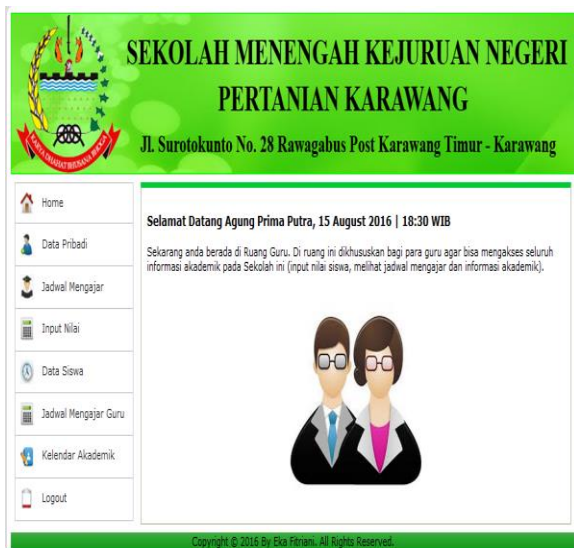 SEKOLAH MENENGAH KEJURUAN NEGERI
PERTANIAN KARAWANG
Jl. Surotokunto No. 28 Rawagabus Post Karawang Timur - Karawang
Home
Data Pribadi
Jadwal Mengajar
Input Nilai
Data Siswa
Jadwal Mengajar Guru
Kelendar Akademik
Logout
Selamat Datang Agung Prima Putra, 15 August 2016 | 18:30 WIB
Sekarang anda berada di Ruang Guru. Di ruang ini dikhususkan bagi para guru agar bisa mengakses seluruh
informasi akademik pada Sekolah ini (input nilai siswa, melihat jadwal mengajar dan informasi akademik).
Copyright © 2016 By Eka Fitriani. All Rights Reserved.